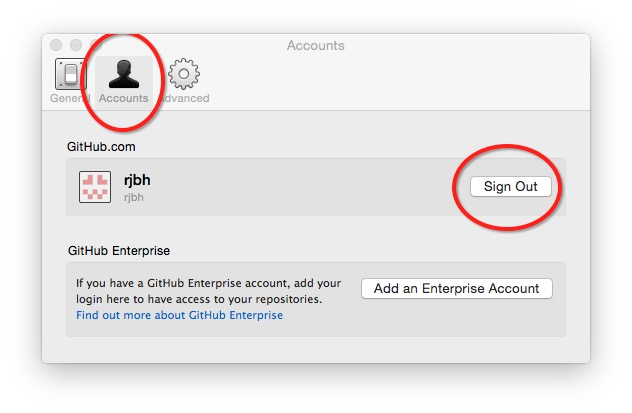 Accounts
General Accounts Advanced
GitHub.com
rjbh
rjbh
Sign Out
GitHub Enterprise
If you have a GitHub Enterprise account, add your
login here to have access to your repositories.
Find out more about GitHub Enterprise
Add an Enterprise Account